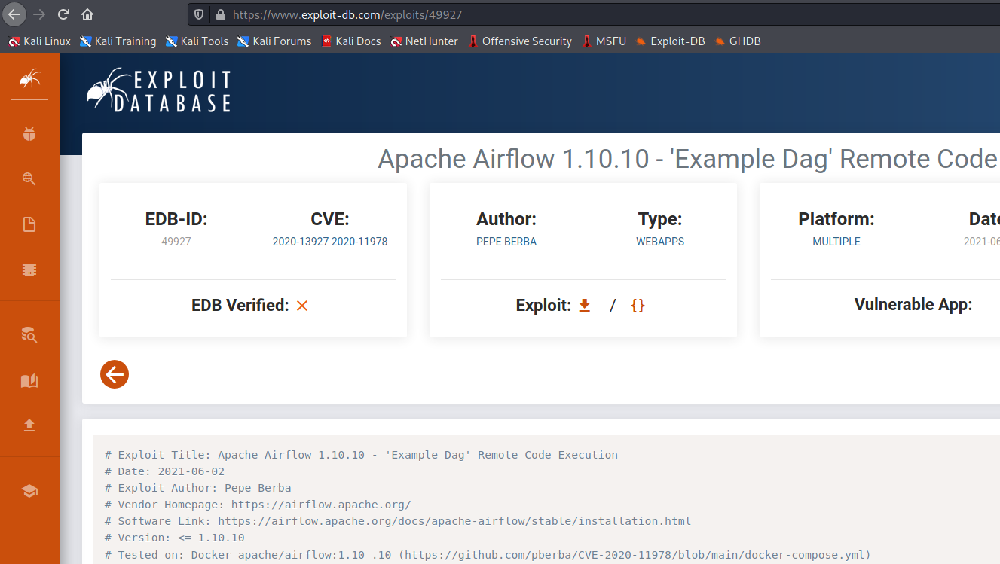 https://www.exploit-db.com/exploits/49927
Kali Linux Kali Training Kali Tools Kali Forums Kali Docs NetHunter Offensive Security MSFU Exploit-DB GHDB
EXPLOIT
DATABASE
Apache Airflow 1.10.10 - 'Example Dag' Remote Code
EDB-ID: CVE: Author: Type: Platform: Date
49927 2020-13927 2020-11978 PEPE BERBA WEBAPPS MULTIPLE 2021-06
EDB Verified: Exploit: / {} Vulnerable App:
# Exploit Title: Apache Airflow 1.10.10 - 'Example Dag' Remote Code Execution
# Date: 2021-06-02
# Exploit Author: Pepe Berba
# Vendor Homepage: https://airflow.apache.org/
# Software Link: https://airflow.apache.org/docs/apache-airflow/stable/installation.html
# Version: <= 1.10.10
# Tested on: Docker apache/airflow:1.10 .10 (https://github.com/pberba/CVE-2020-11978/blob/main/docker-compose.yml)